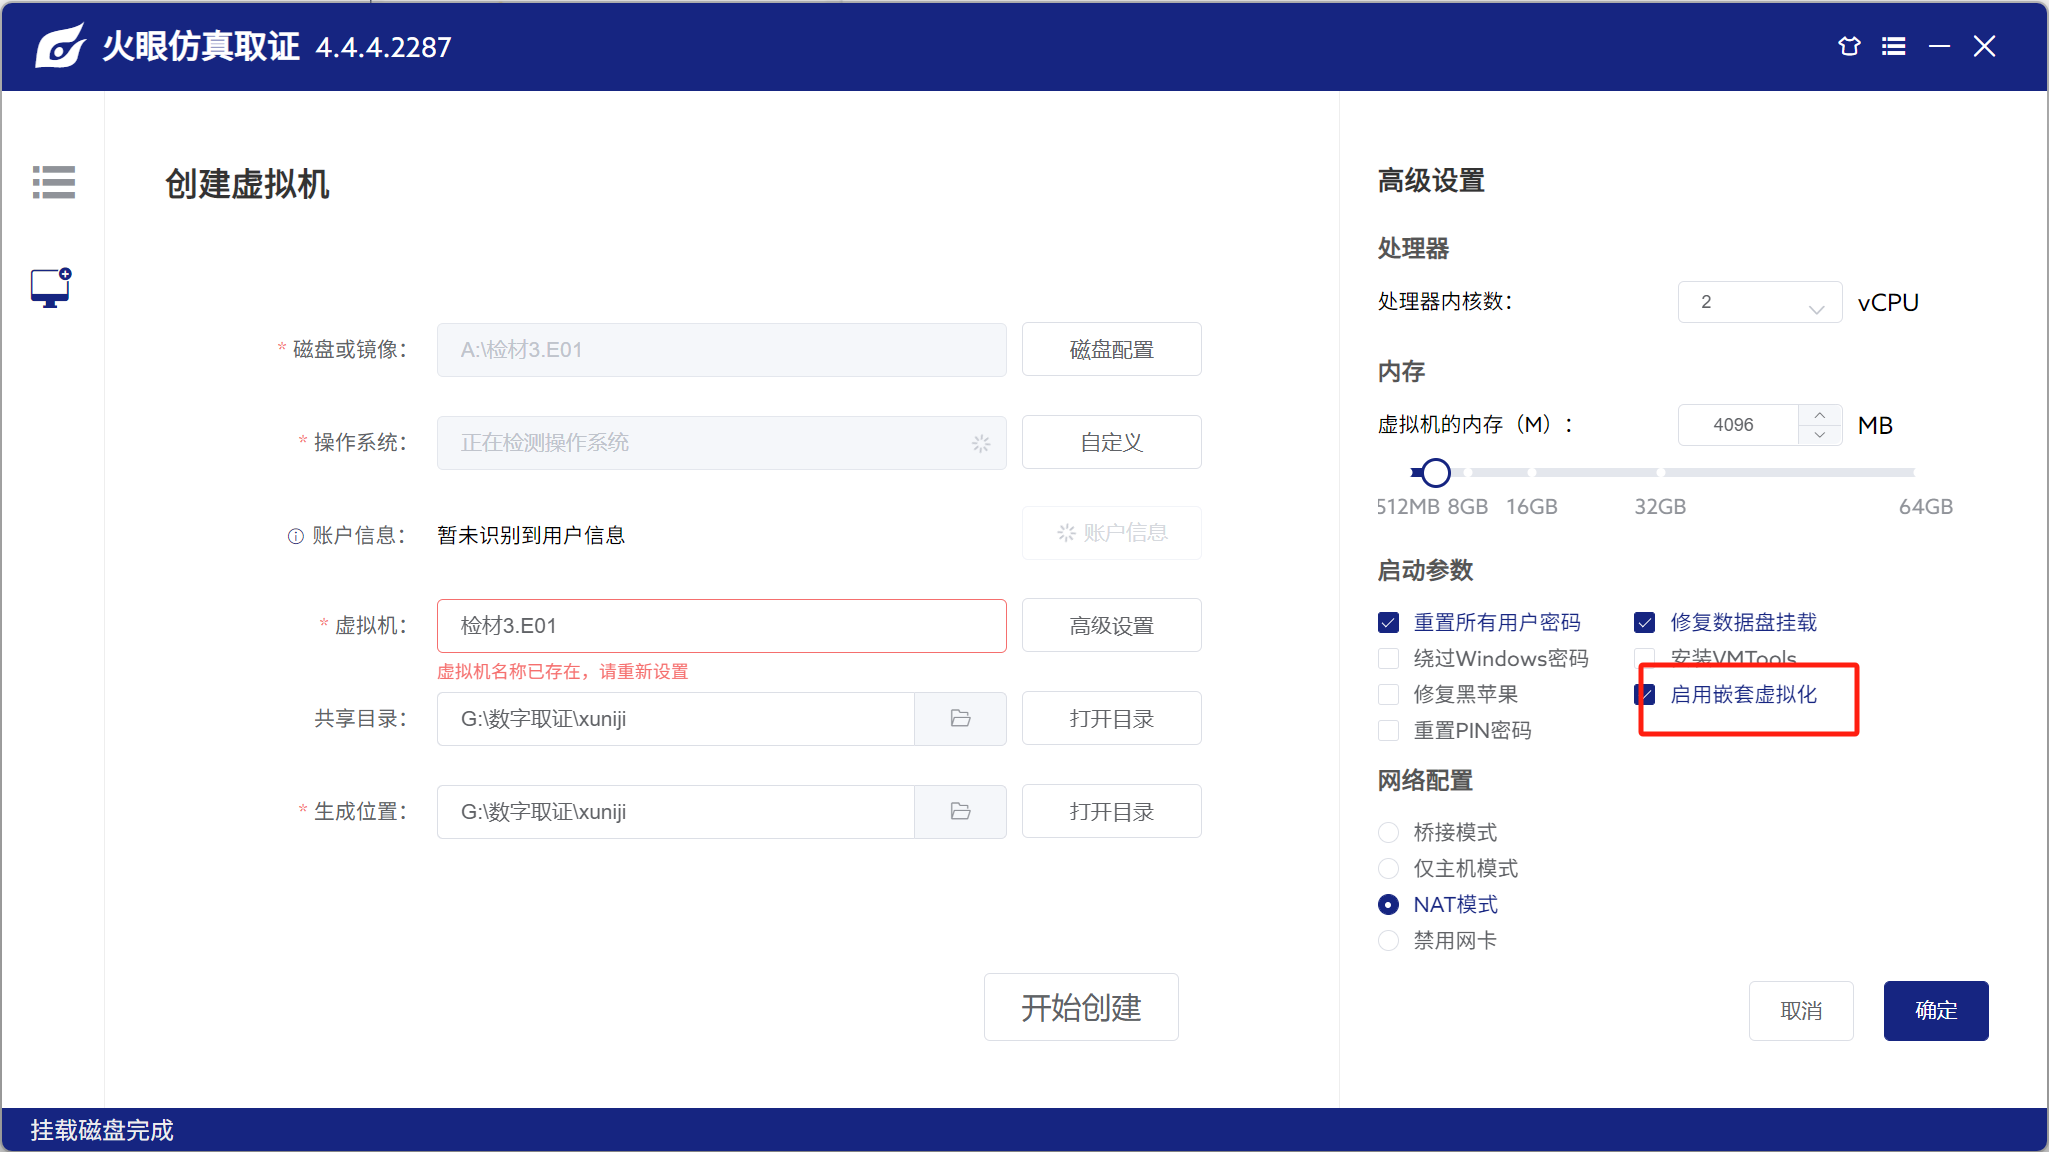 火眼仿真取证 4.4.4.2287
创建虚拟机
* 磁盘或镜像： A:\检材3.E01 磁盘配置
* 操作系统： 正在检测操作系统 自定义
账户信息： 暂未识别到用户信息 账户信息
* 虚拟机： 检材3.E01 高级设置
虚拟机名称已存在，请重新设置
共享目录： G:\数字取证\xuniji 打开目录
* 生成位置： G:\数字取证\xuniji 打开目录
开始创建
高级设置
处理器
处理器内核数： 2 vCPU
内存
虚拟机的内存（M）： 4096 MB
512MB 8GB 16GB 32GB 64GB
启动参数
重置所有用户密码 修复数据盘挂载
绕过Windows密码 安装VMTools
修复黑苹果 启用嵌套虚拟化
重置PIN密码
网络配置
桥接模式
仅主机模式
NAT模式
禁用网卡
取消 确定
挂载磁盘完成